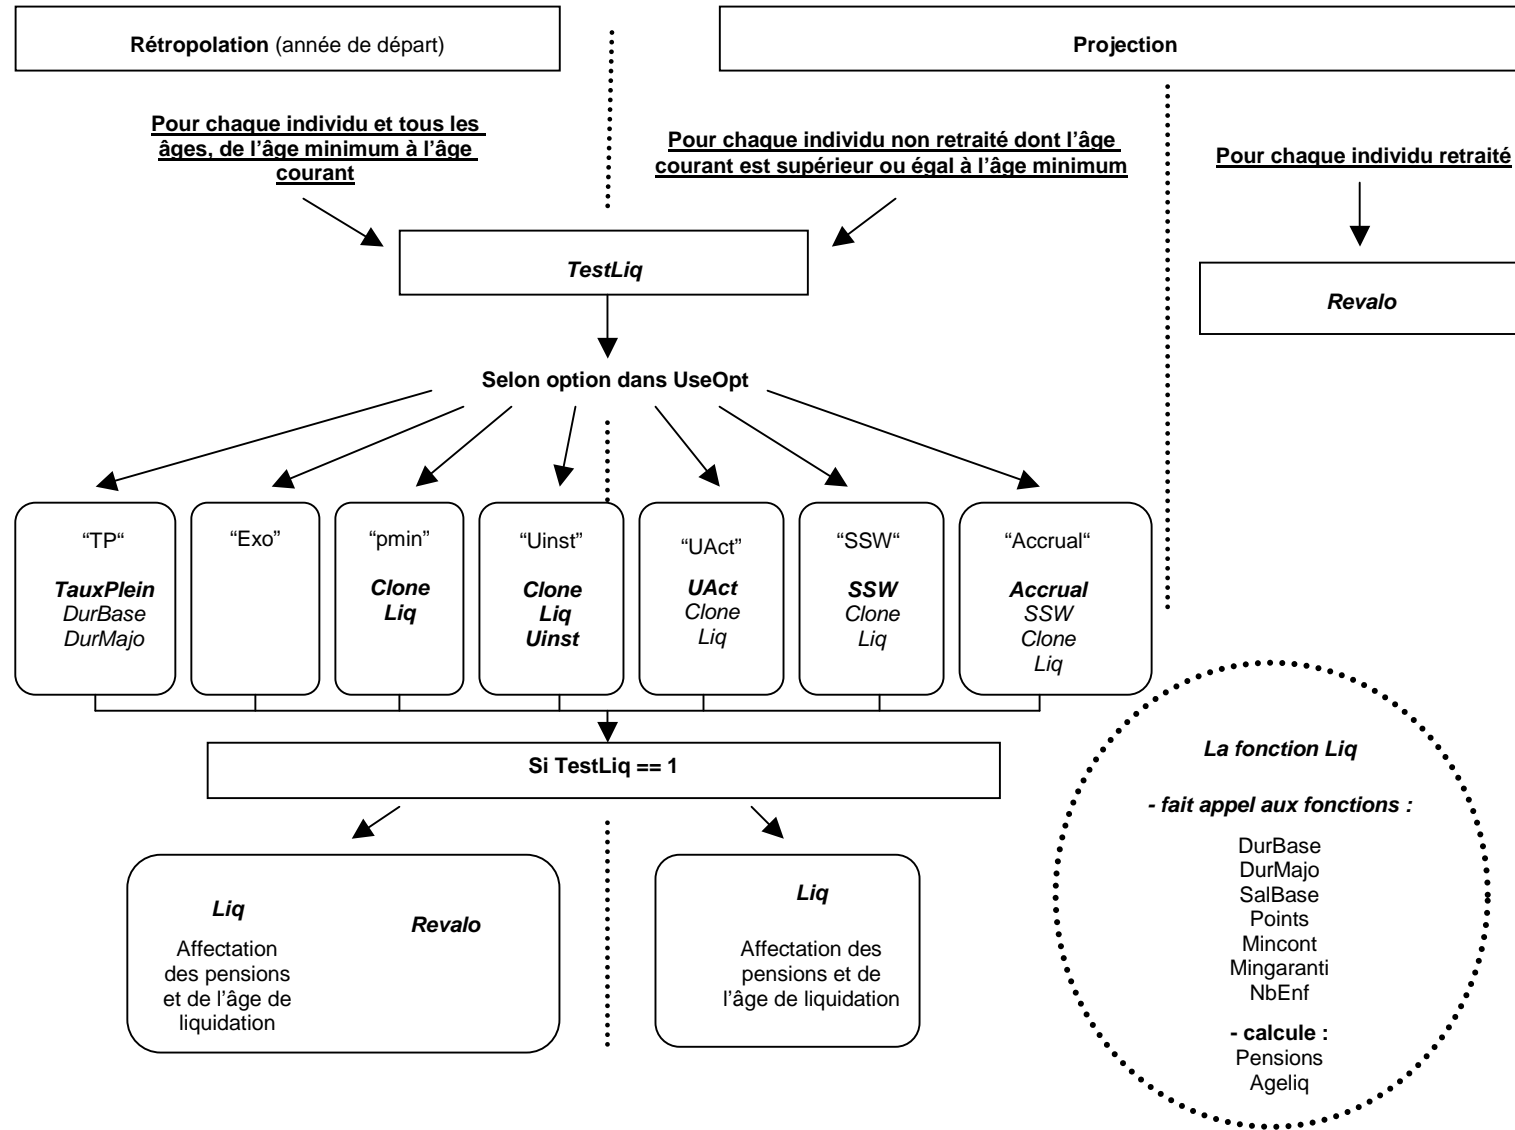 Rétropolation (année de départ)
Projection
Pour chaque individu et tous les
âges, de l’âge minimum à l’âge
courant
Pour chaque individu non retraité dont l’âge
courant est supérieur ou égal à l’âge minimum
Pour chaque individu retraité
TestLiq
Revalo
Selon option dans UseOpt
“TP“
TauxPlein
DurBase
DurMajo
“Exo”
“pmin”
Clone
Liq
“Uinst”
Clone
Liq
Uinst
“UAct”
UAct
Clone
Liq
“SSW“
SSW
Clone
Liq
“Accrual“
Accrual
SSW
Clone
Liq
Si TestLiq == 1
Liq
Affectation
des pensions
et de l’âge de
liquidation
Revalo
Liq
Affectation des
pensions et de
l’âge de liquidation
La fonction Liq
- fait appel aux fonctions :
DurBase
DurMajo
SalBase
Points
Mincont
Mingaranti
NbEnf
- calcule :
Pensions
Ageliq